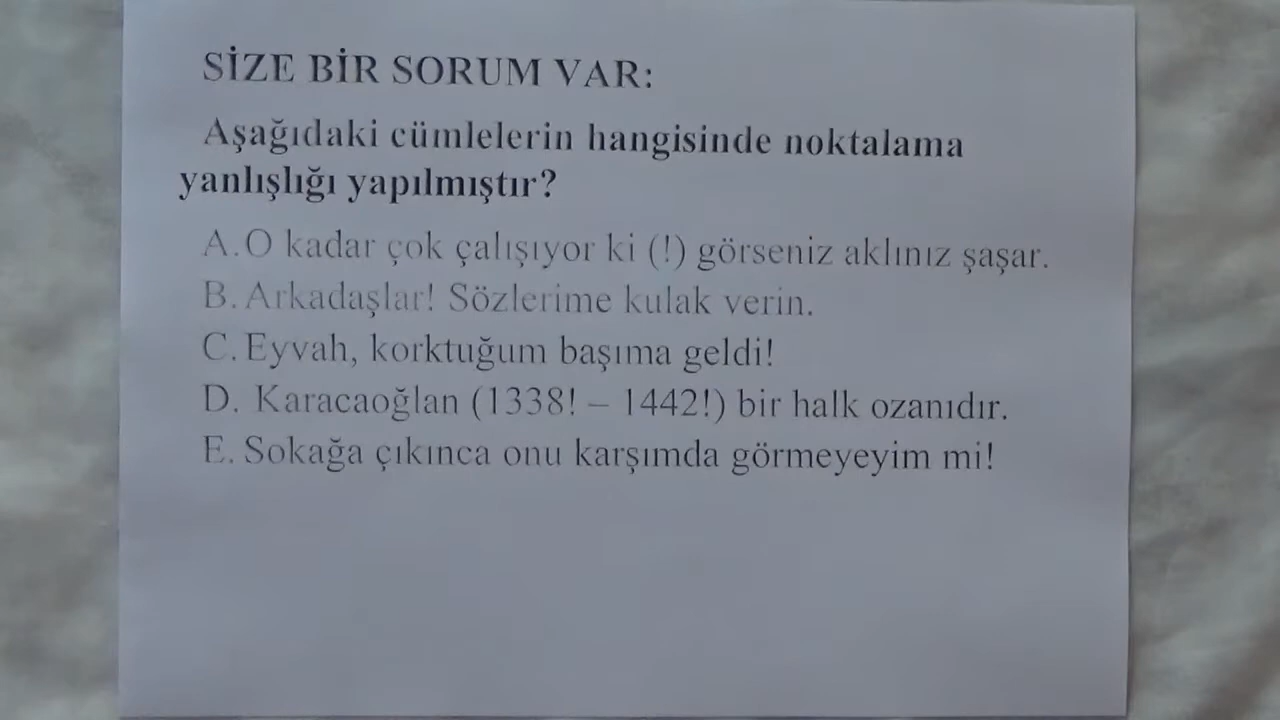 SİZE BİR SORUM VAR:
Aşağıdaki cümlelerin hangisinde noktalama
yanlışlığı yapılmıştır?
A. O kadar çok çalışıyor ki (!) görseniz aklınız şaşar.
B. Arkadaşlar! Sözlerime kulak verin.
C. Eyvah, korktuğum başıma geldi!
D. Karacaoğlan (1338! – 1442!) bir halk ozanıdır.
E. Sokağa çıkınca onu karşımda görmeyeyim mi!